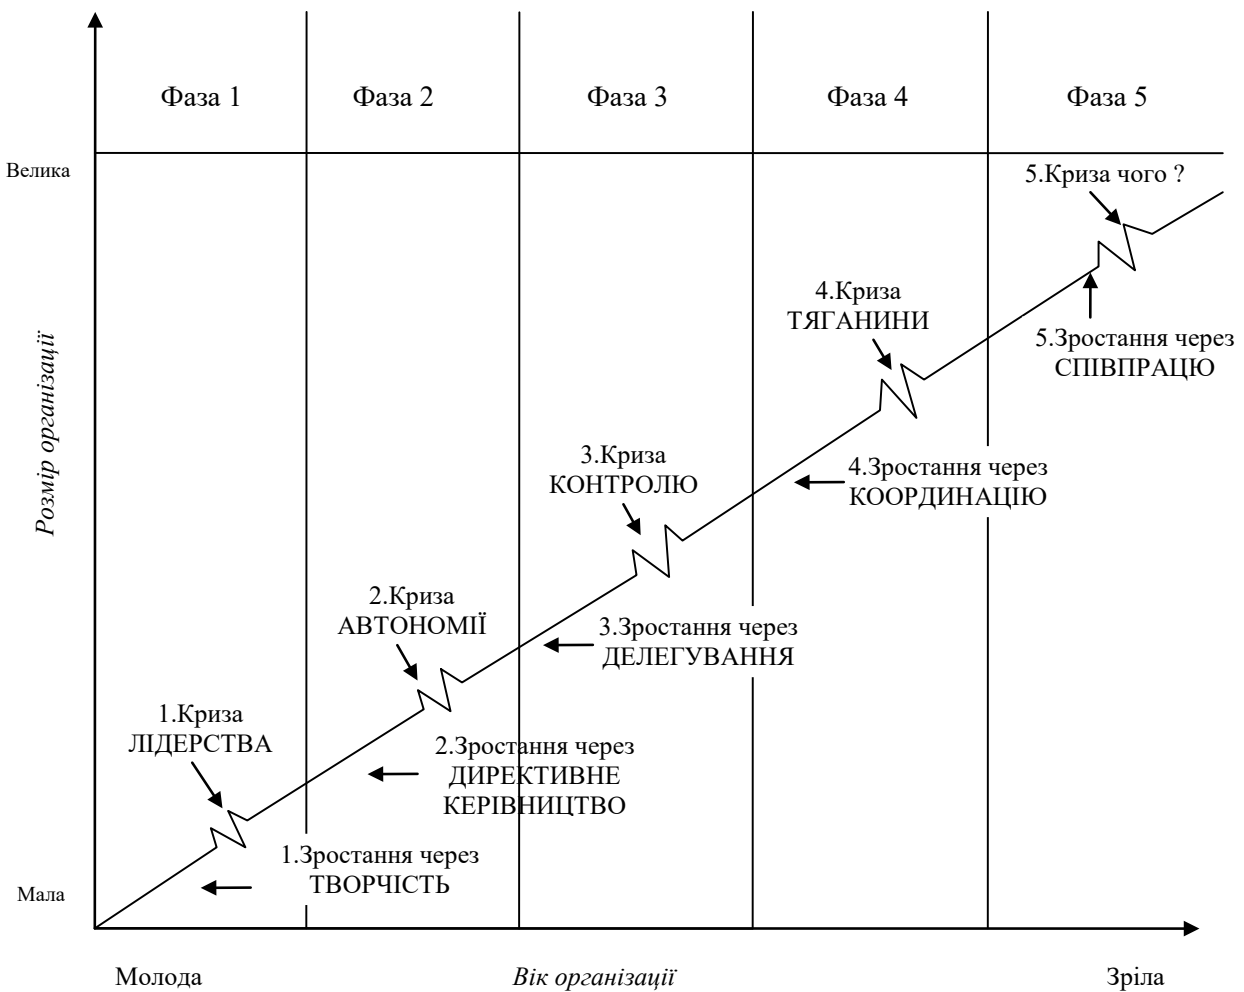 Фаза 1
Фаза 2
Фаза 3
Фаза 4
Фаза 5
Велика
5.Криза чого ?
4.Криза
ТЯГАНИНИ
5.Зростання через
СПІВПРАЦЮ
Розмір організації
3.Криза
КОНТРОЛЮ
4.Зростання через
КООРДИНАЦІЮ
2.Криза
АВТОНОМІЇ
3.Зростання через
ДЕЛЕГУВАННЯ
1.Криза
ЛІДЕРСТВА
2.Зростання через
ДИРЕКТИВНЕ
КЕРІВНИЦТВО
1.Зростання через
ТВОРЧІСТЬ
Мала
Молода
Вік організації
Зріла